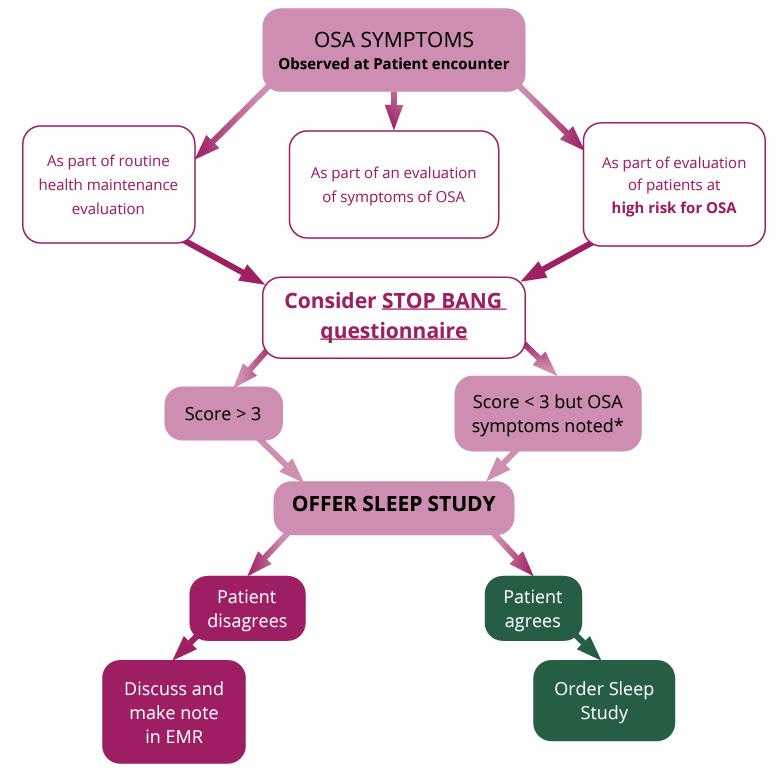 OSA SYMPTOMS
Observed at Patient encounter
As part of routine
health maintenance
evaluation
As part of an evaluation
of symptoms of OSA
As part of evaluation
of patients at
high risk for OSA
Consider STOP BANG
questionnaire
Score > 3
Score < 3 but OSA
symptoms noted*
OFFER SLEEP STUDY
Patient
disagrees
Patient
agrees
Discuss and
make note
in EMR
Order Sleep
Study